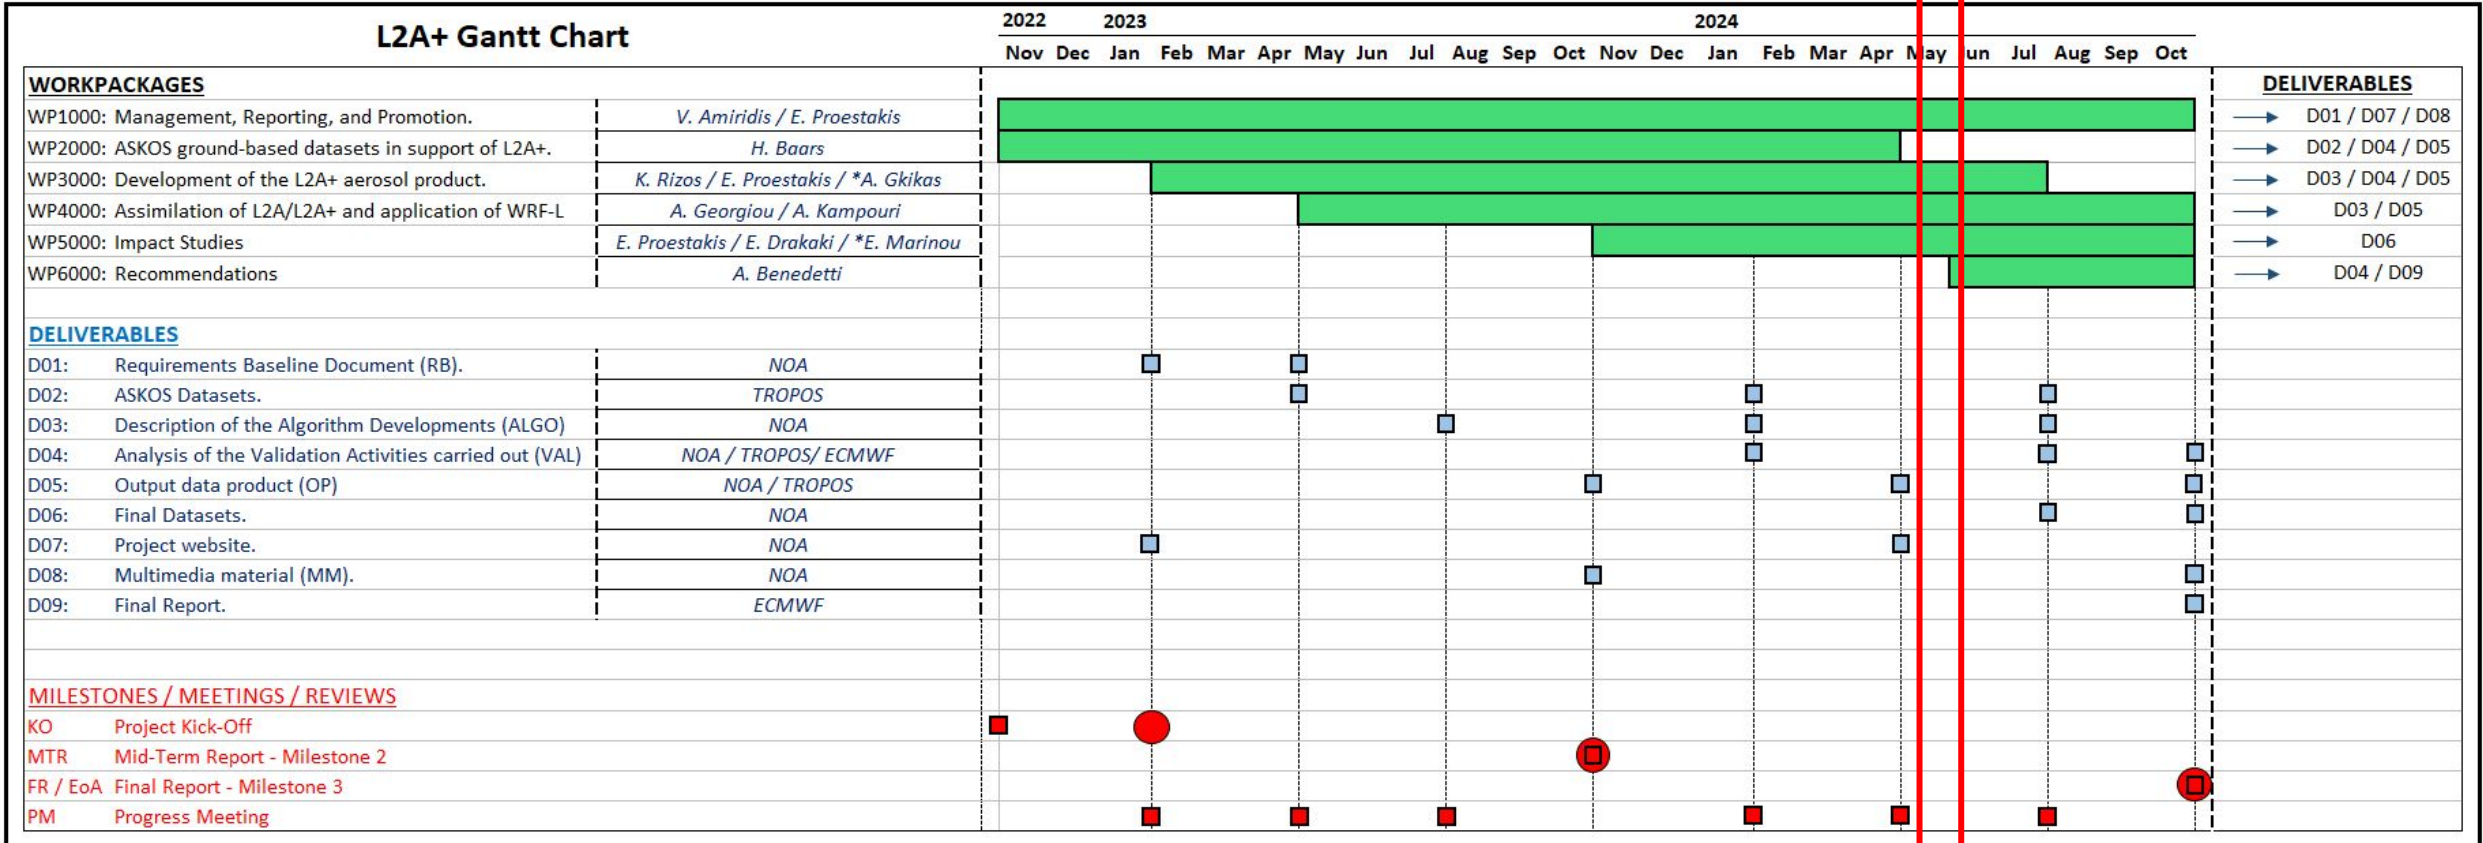 L2A+ Gantt Chart
2022 2023 2024
Nov Dec Jan Feb Mar Apr May Jun Jul Aug Sep Oct Nov Dec Jan Feb Mar Apr May Jun Jul Aug Sep Oct
WORKPACKAGES DELIVERABLES
WP1000: Management, Reporting, and Promotion. V. Amiridis / E. Proestakis D01 / D07 / D08
WP2000: ASKOS ground-based datasets in support of L2A+. H. Baars D02 / D04 / D05
WP3000: Development of the L2A+ aerosol product. K. Rizos / E. Proestakis / *A. Gkikas D03 / D04 / D05
WP4000: Assimilation of L2A/L2A+ and application of WRF-L A. Georgiou / A. Kampouri D03 / D05
WP5000: Impact Studies E. Proestakis / E. Drakaki / *E. Marinou D06
WP6000: Recommendations A. Benedetti D04 / D09
DELIVERABLES
D01: Requirements Baseline Document (RB). NOA
D02: ASKOS Datasets. TROPOS
D03: Description of the Algorithm Developments (ALGO) NOA
D04: Analysis of the Validation Activities carried out (VAL) NOA / TROPOS/ ECMWF
D05: Output data product (OP) NOA / TROPOS
D06: Final Datasets. NOA
D07: Project website. NOA
D08: Multimedia material (MM). NOA
D09: Final Report. ECMWF
MILESTONES / MEETINGS / REVIEWS
KO Project Kick-Off
MTR Mid-Term Report - Milestone 2
FR / EoA Final Report - Milestone 3
PM Progress Meeting